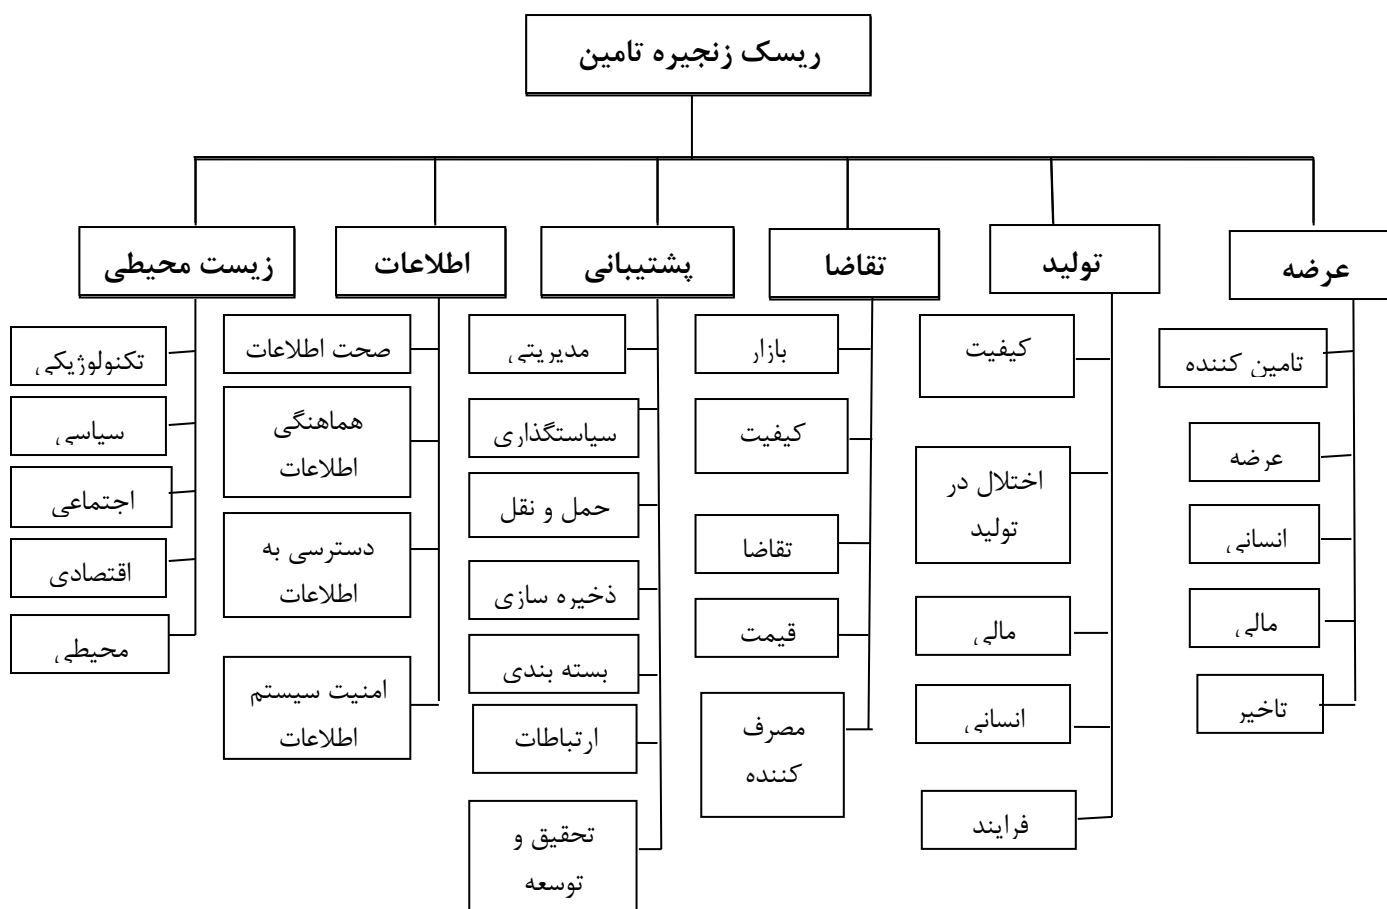 ریسک زنجیره تامین
عرضه
تولید
تقاضا
پشتیبانی
اطلاعات
زیست محیطی
تامین کننده
عرضه
انسانی
مالی
تاخیر
کیفیت
اختلال در
تولید
مالی
انسانی
فرایند
بازار
کیفیت
تقاضا
قیمت
مصرف
کننده
مدیریتی
سیاستگذاری
حمل و نقل
ذخیره سازی
بسته بندی
ارتباطات
تحقیق و
توسعه
صحت اطلاعات
هماهنگی
اطلاعات
دسترسی به
اطلاعات
امنیت سیستم
اطلاعات
تکنولوژیکی
سیاسی
اجتماعی
اقتصادی
محیطی